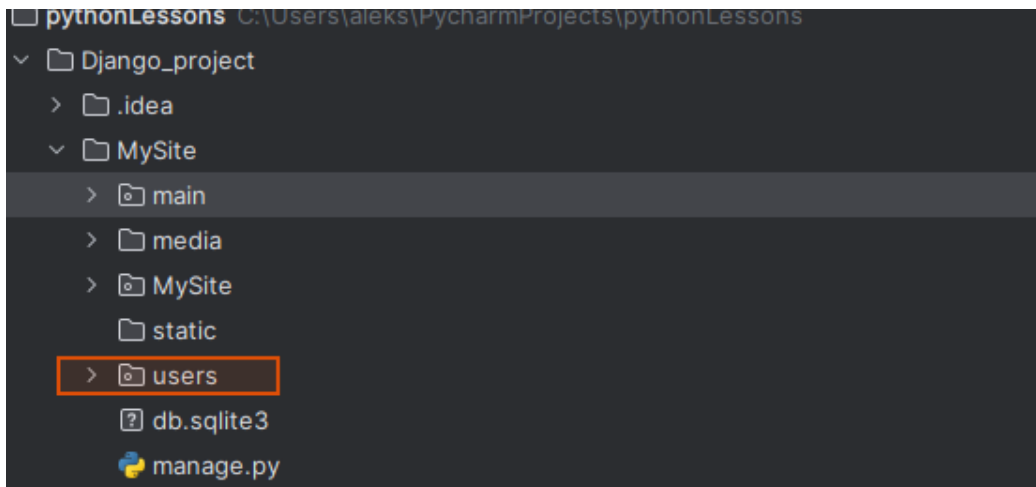 pythonLessons C:\Users\aleks\PycharmProjects\pythonLessons
Django_project
.idea
MySite
main
media
MySite
static
users
db.sqlite3
manage.py